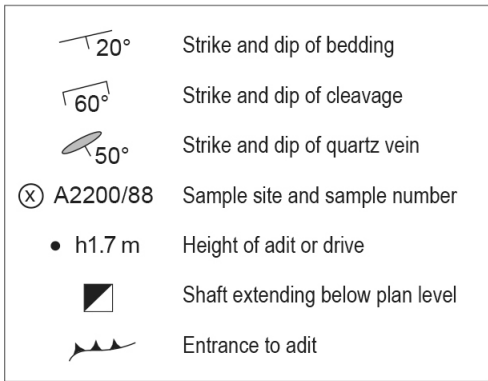 20° Strike and dip of bedding
60° Strike and dip of cleavage
50° Strike and dip of quartz vein
X A2200/88 Sample site and sample number
h1.7 m Height of adit or drive
Shaft extending below plan level
Entrance to adit